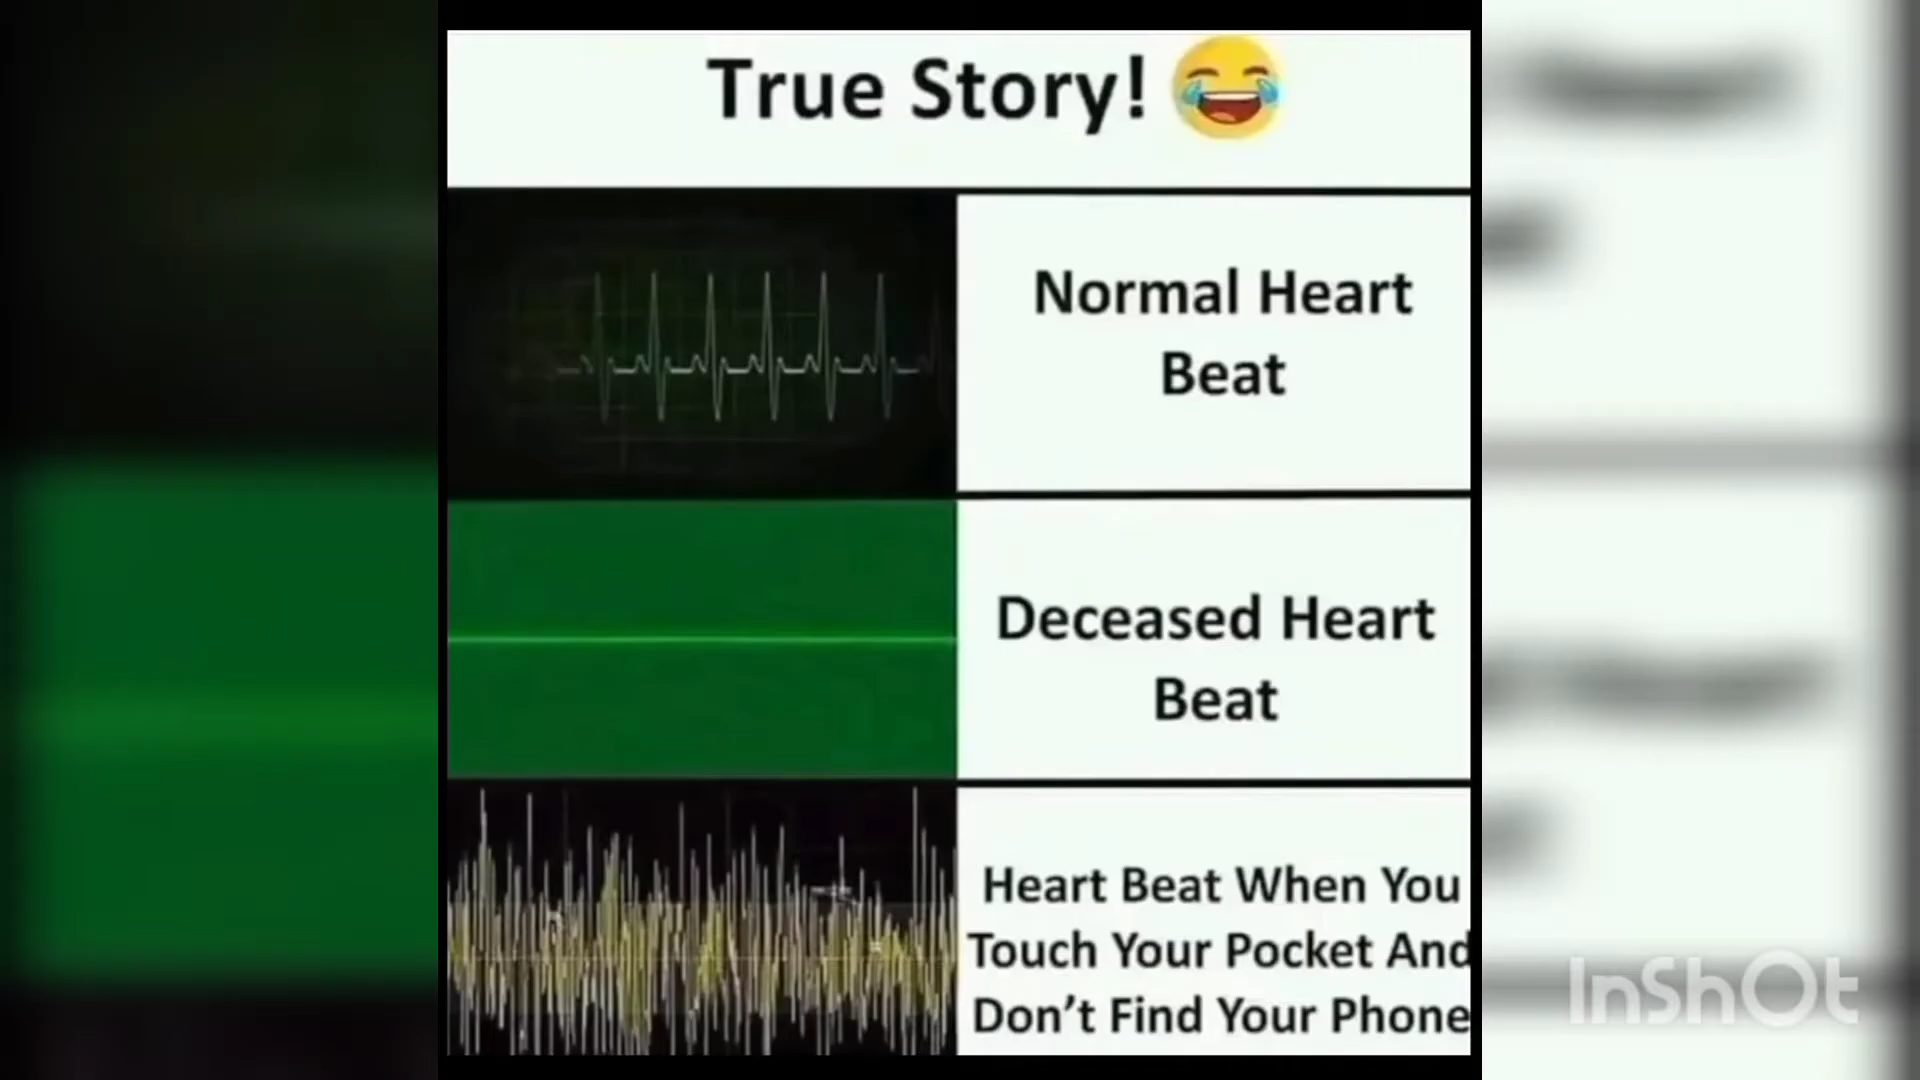 True Story! 😂
Normal Heart
Beat
Deceased Heart
Beat
Heart Beat When You
Touch Your Pocket And
Don't Find Your Phone
InShOt